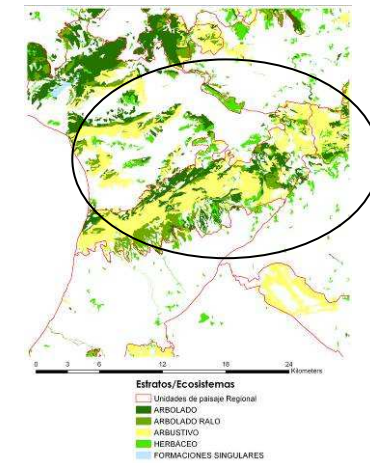 0 3 6 12 18 24
Kilometers
Estratos/Ecosistemas
Unidades de paisaje Regional
ARBOLADO
ARBOLADO RALO
ARBUSTIVO
HERBÁCEO
FORMACIONES SINGULARES